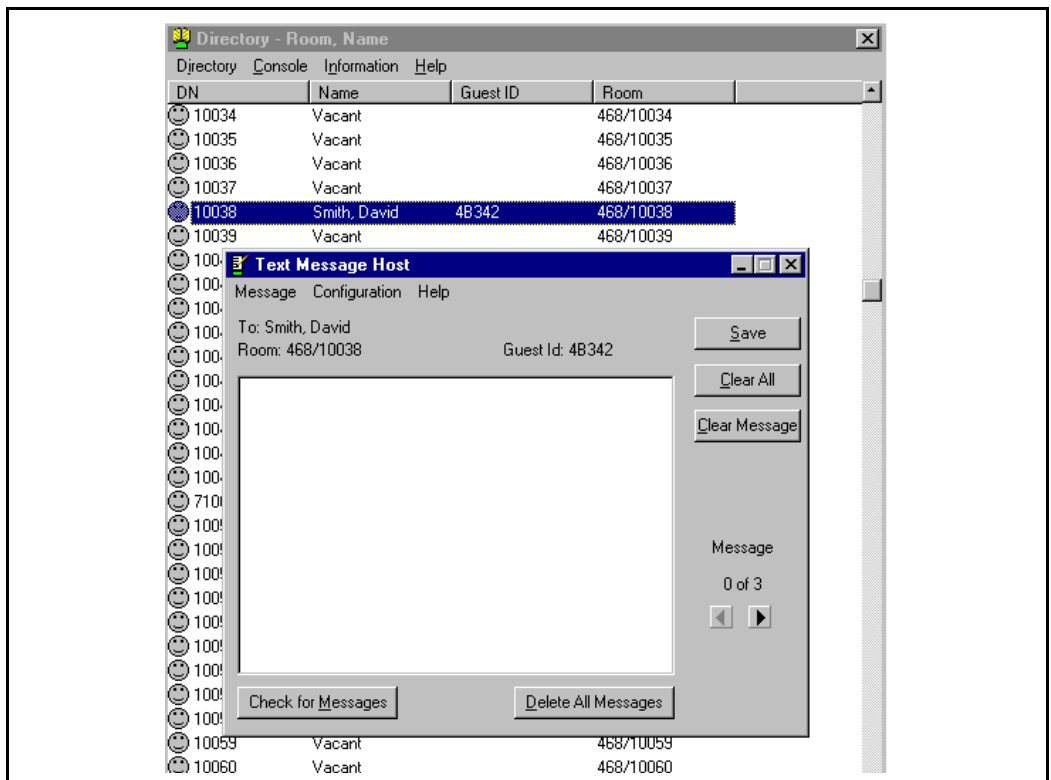 Directory - Room, Name
Directory Console Information Help
DN Name Guest ID Room
10034 Vacant 468/10034
10035 Vacant 468/10035
10036 Vacant 468/10036
10037 Vacant 468/10037
10038 Smith, David 4B342 468/10038
10039 Vacant 468/10039
Text Message Host
Message Configuration Help
To: Smith, David
Room: 468/10038 Guest Id: 4B342
Save
Clear All
Clear Message
Message
0 of 3
Check for Messages Delete All Messages
10059 Vacant 468/10059
10060 Vacant 468/10060